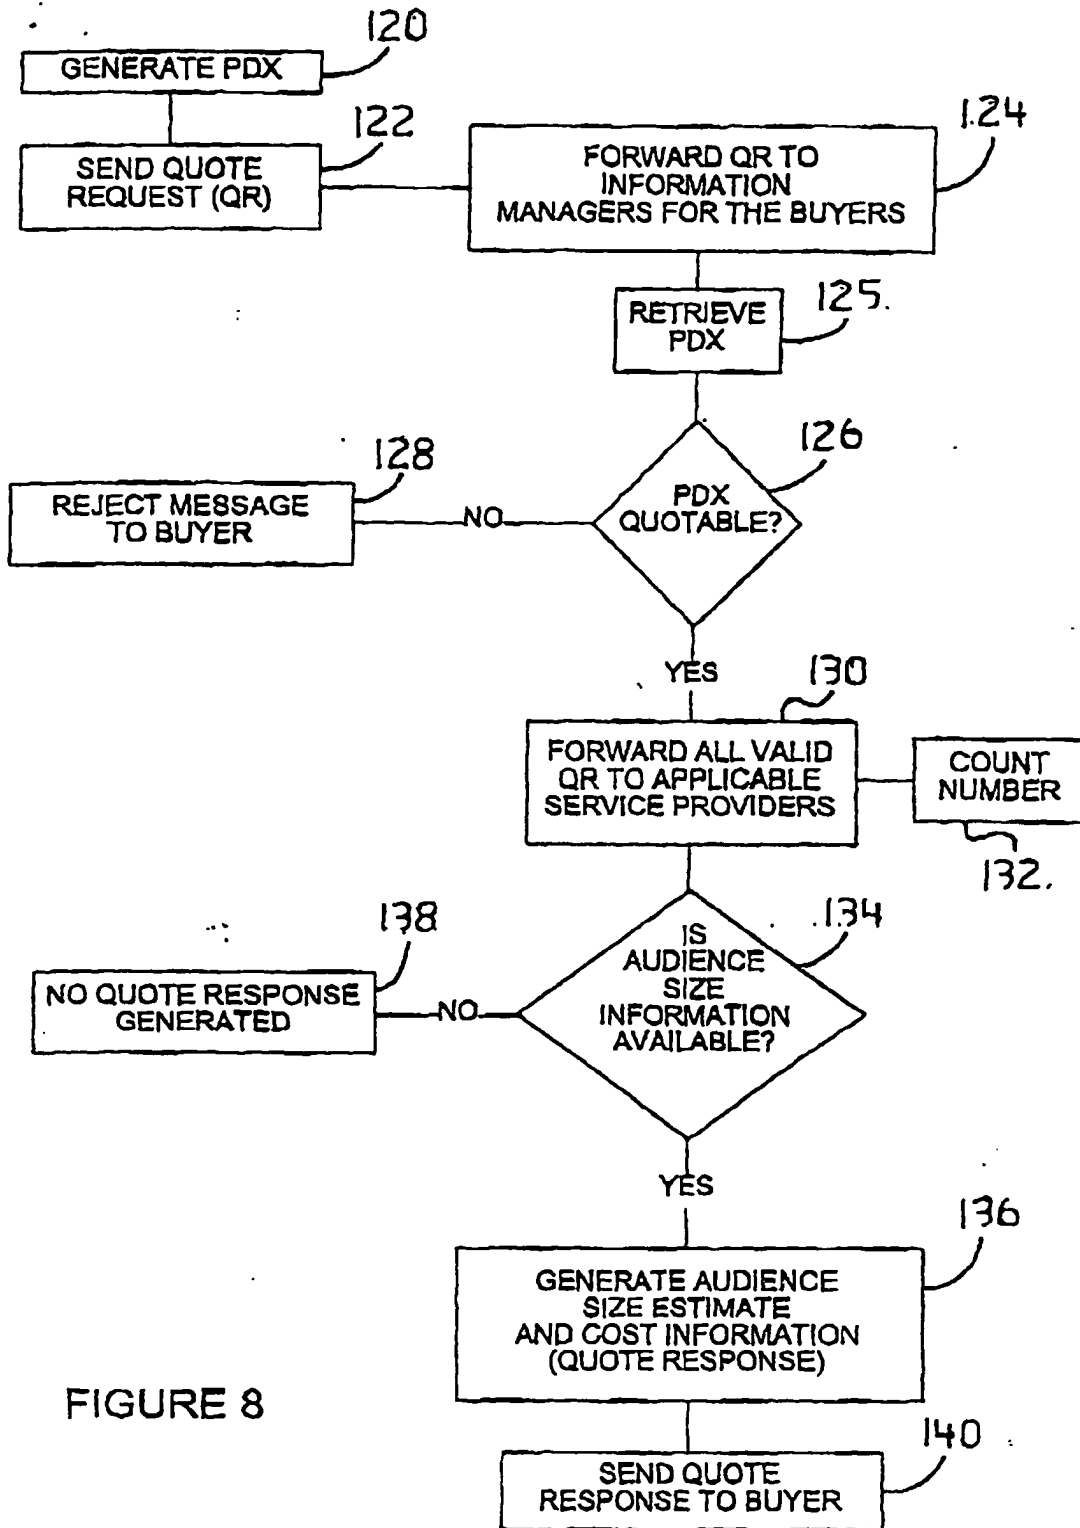 120
GENERATE PDX
122
SEND QUOTE
REQUEST (QR)
124
FORWARD QR TO
INFORMATION
MANAGERS FOR THE BUYERS
125.
RETRIEVE
PDX
126
PDX
QUOTABLE?
128
REJECT MESSAGE
TO BUYER
NO
YES
130
FORWARD ALL VALID
QR TO APPLICABLE
SERVICE PROVIDERS
COUNT
NUMBER
132.
134
IS
AUDIENCE
SIZE
INFORMATION
AVAILABLE?
138
NO QUOTE RESPONSE
GENERATED
NO
YES
136
GENERATE AUDIENCE
SIZE ESTIMATE
AND COST INFORMATION
(QUOTE RESPONSE)
FIGURE 8
140
SEND QUOTE
RESPONSE TO BUYER